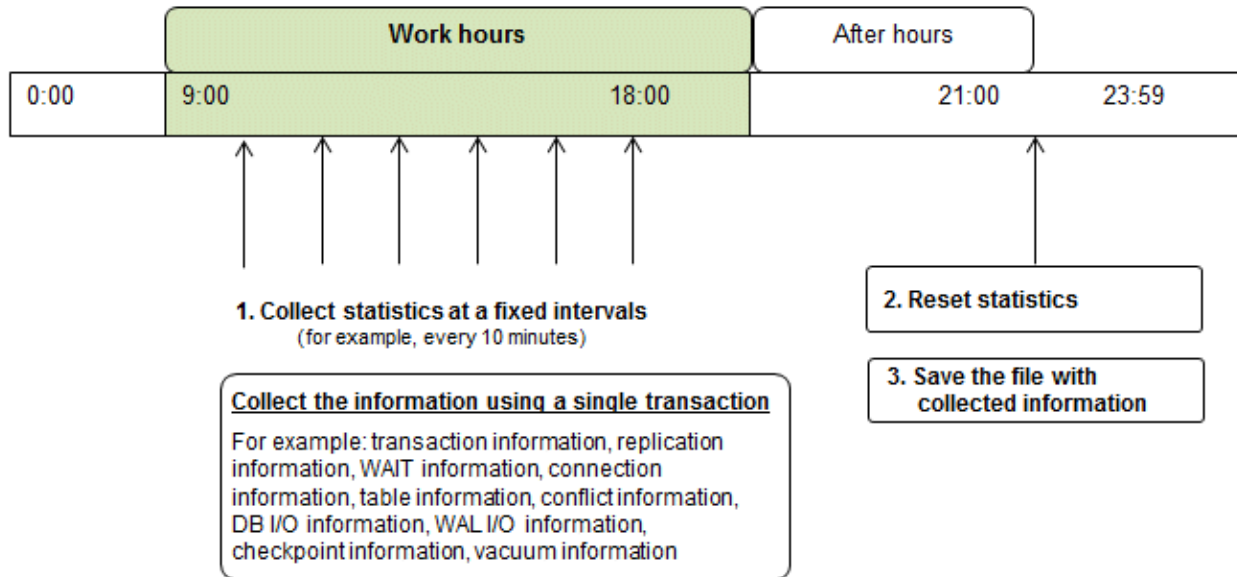 Work hours
After hours
0:00
9:00
18:00
21:00
23:59
1. Collect statistics at a fixed intervals
(for example, every 10 minutes)
Collect the information using a single transaction
For example: transaction information, replication
information, WAIT information, connection
information, table information, conflict information,
DB I/O information, WAL I/O information,
checkpoint information, vacuum information
2. Reset statistics
3. Save the file with
collected information